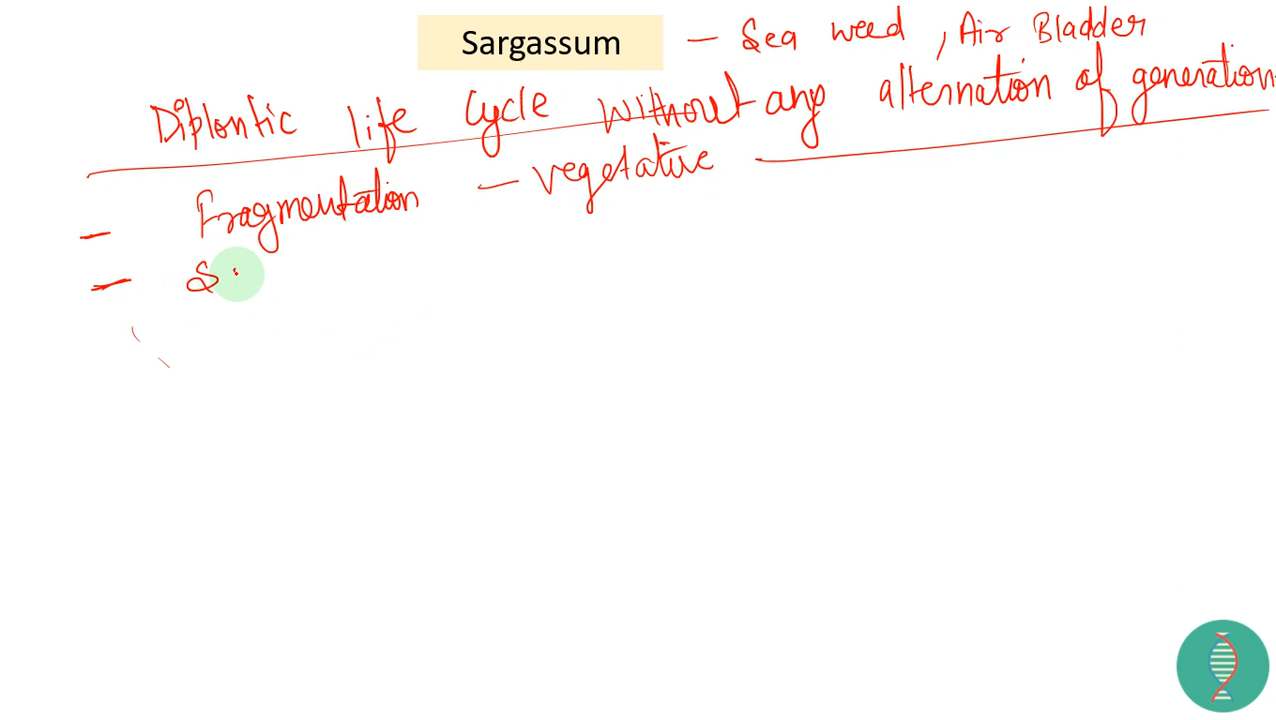 Sargassum - Sea weed, Air Bladder
Diplontic life cycle without any alternation of generation
- Fragmentation - vegetative
- S